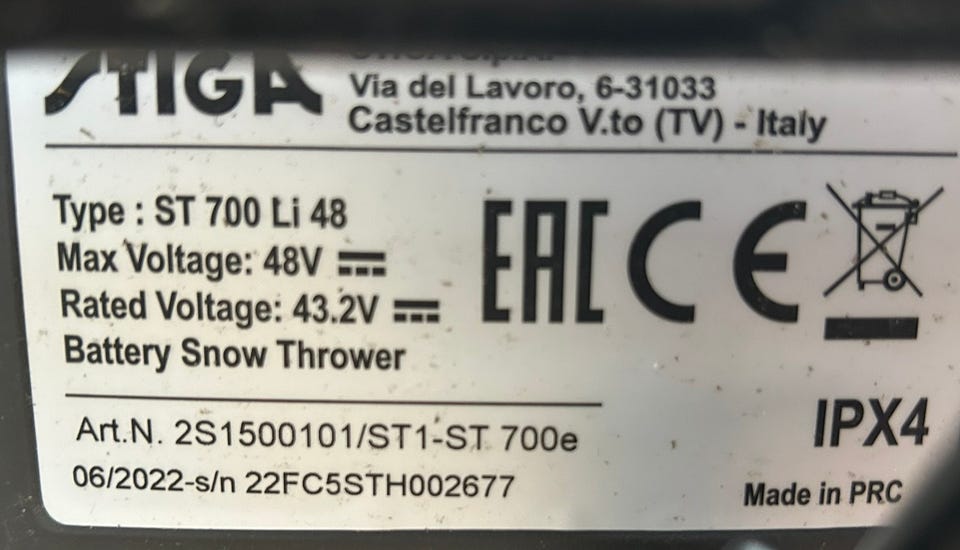 STIGA
Via del Lavoro, 6-31033
Castelfranco V.to (TV) - Italy
Type : ST 700 Li 48
Max Voltage: 48V
Rated Voltage: 43.2V
Battery Snow Thrower
EAC CE
Art.N. 2S1500101/ST1-ST 700e
06/2022-s/n 22FC5STH002677
IPX4
Made in PRC